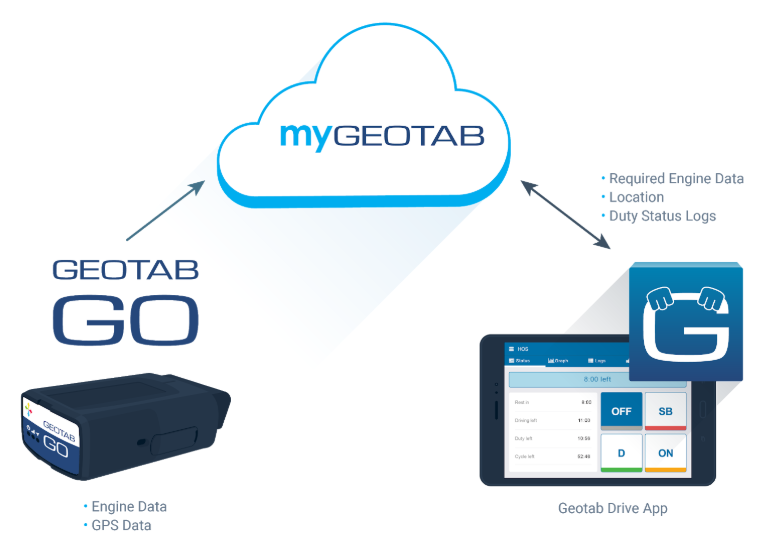 myGEOTAB
• Required Engine Data
• Location
• Duty Status Logs
GEOTAB
GO
G
HOS
Status Graph Logs
8:00 left
Rest in 8:00
Driving left 11:00
Duty left
Cycle left
OFF SB
D ON
GEOTAB
GO
• Engine Data
• GPS Data
Geotab Drive App